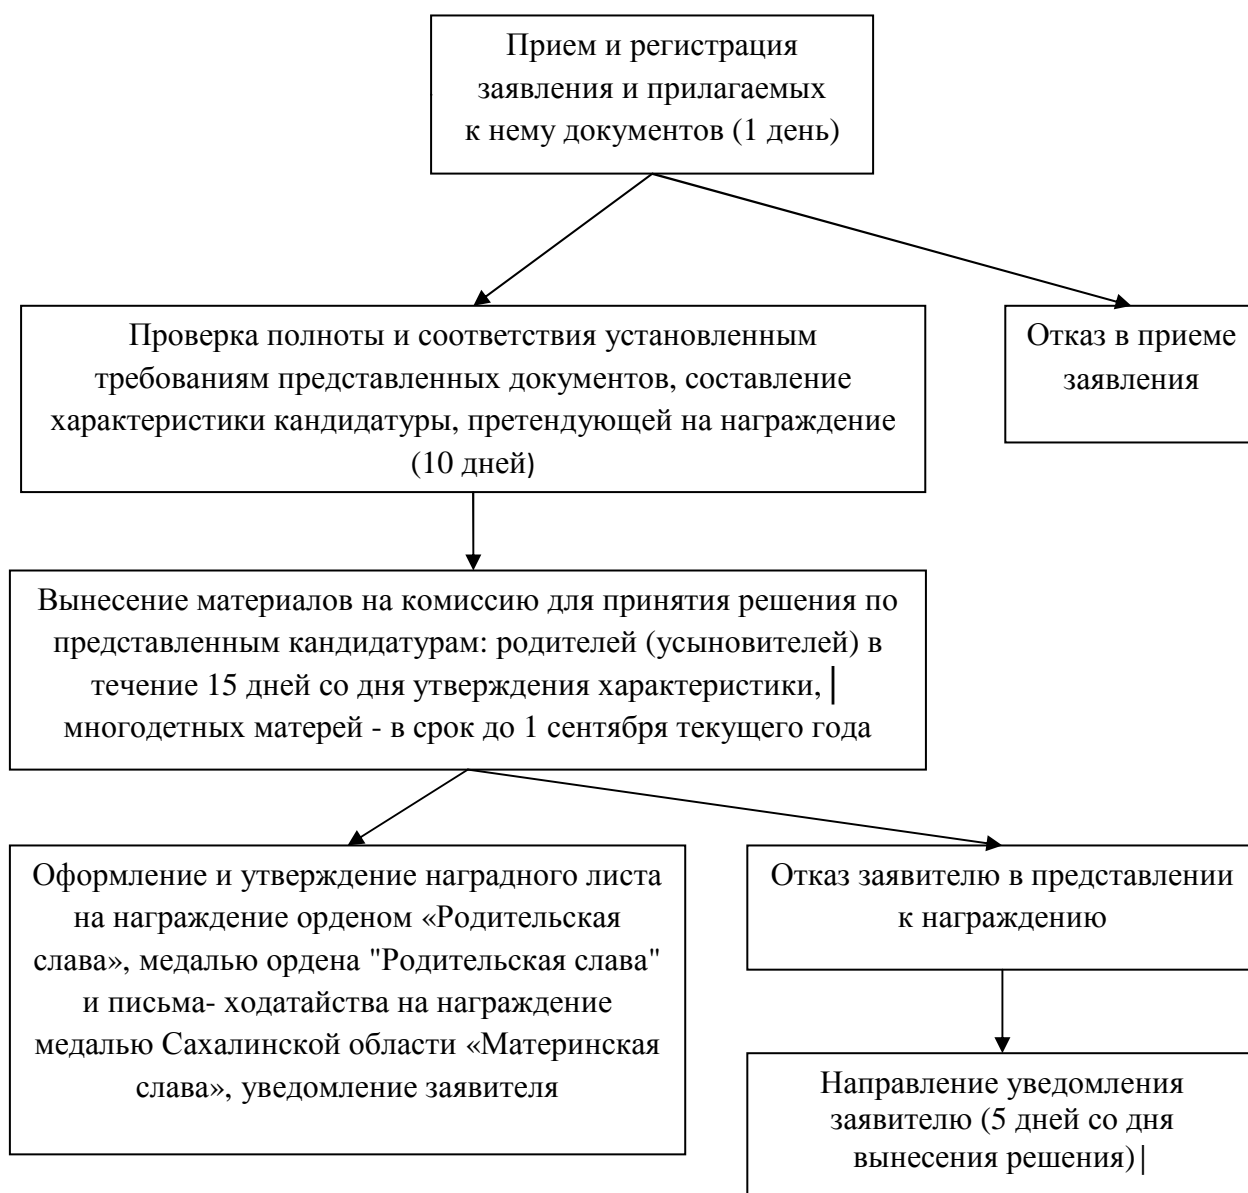 Прием и регистрация
заявления и прилагаемых
к нему документов (1 день)
Проверка полноты и соответствия установленным
требованиям представленных документов, составление
характеристики кандидатуры, претендующей на награждение
(10 дней)
Отказ в приеме
заявления
Вынесение материалов на комиссию для принятия решения по
представленным кандидатурам: родителей (усыновителей) в
течение 15 дней со дня утверждения характеристики, |
многодетных матерей - в срок до 1 сентября текущего года
Оформление и утверждение наградного листа
на награждение орденом «Родительская
слава», медалью ордена "Родительская слава"
и письма- ходатайства на награждение
медалью Сахалинской области «Материнская
слава», уведомление заявителя
Отказ заявителю в представлении
к награждению
Направление уведомления
заявителю (5 дней со дня
вынесения решения) |